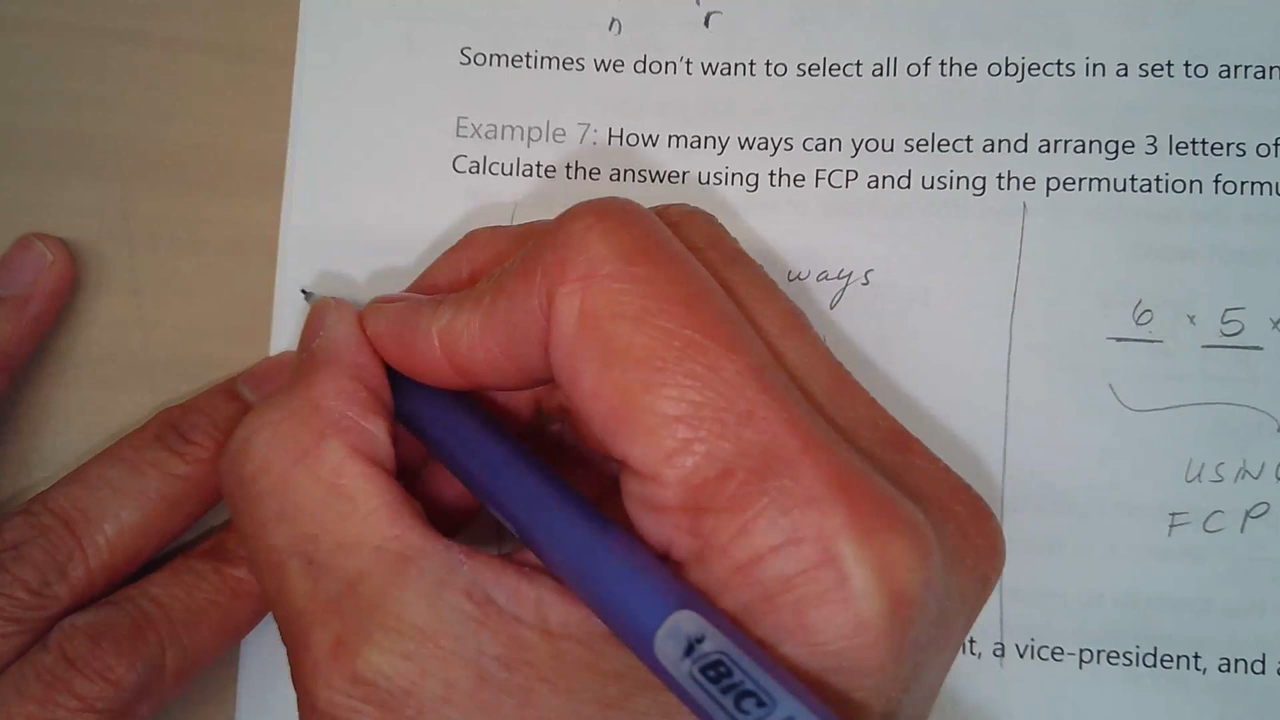 n r
Sometimes we don't want to select all of the objects in a set to arran
Example 7: How many ways can you select and arrange 3 letters of
Calculate the answer using the FCP and using the permutation formu
ways
6 × 5 ×
USING
FCP
it, a vice-president, and a
BIC